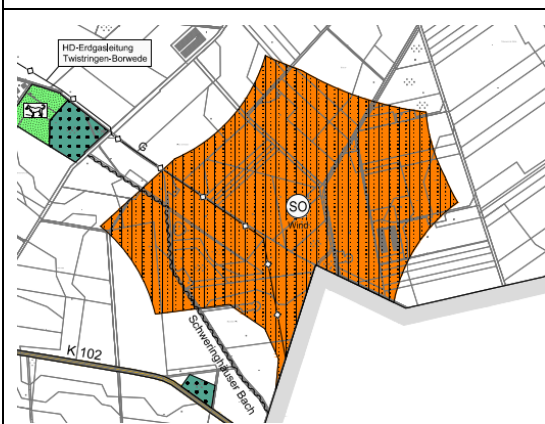 HD-Erdgasleitung
Twistringen-Borwede
G
SO
Wind
Schweringhauser Bach
K 102